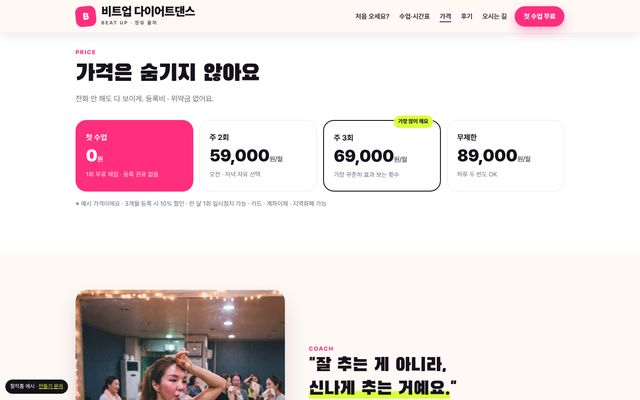 B
비트업 다이어트댄스
BEAT UP · 분유 율하
처음 오세요?
수업·시간표
가격
후기
오시는 길
첫 수업 무료
PRICE
가격은 숨기지 않아요
전화 안 해도 다 보이게. 등록비 · 위약금 없어요.
첫 수업
0원
1회 무료 체험 · 등록 권유 없음
주 2회
59,000원/월
오전 · 저녁 자유 선택
가장 많이 해요
주 3회
69,000원/월
가장 꾸준히 효과 보는 횟수
무제한
89,000원/월
하루 두 번도 OK
※ 예시 가격이에요 · 3개월 등록 시 10% 할인 · 한 달 1회 일시정지 가능 · 카드 · 계좌이체 · 지역화폐 가능
COACH
"잘 추는 게 아니라,
신나게 추는 거예요."
찰칵홈 예시 · 만들기 문의